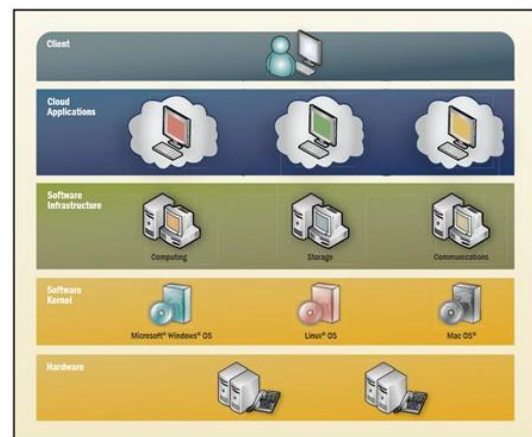 Client
Cloud
Applications
Software
Infrastructure
Computing
Storage
Communications
Software
Kernel
Microsoft® Windows® OS
Linux® OS
Mac OS®
Hardware